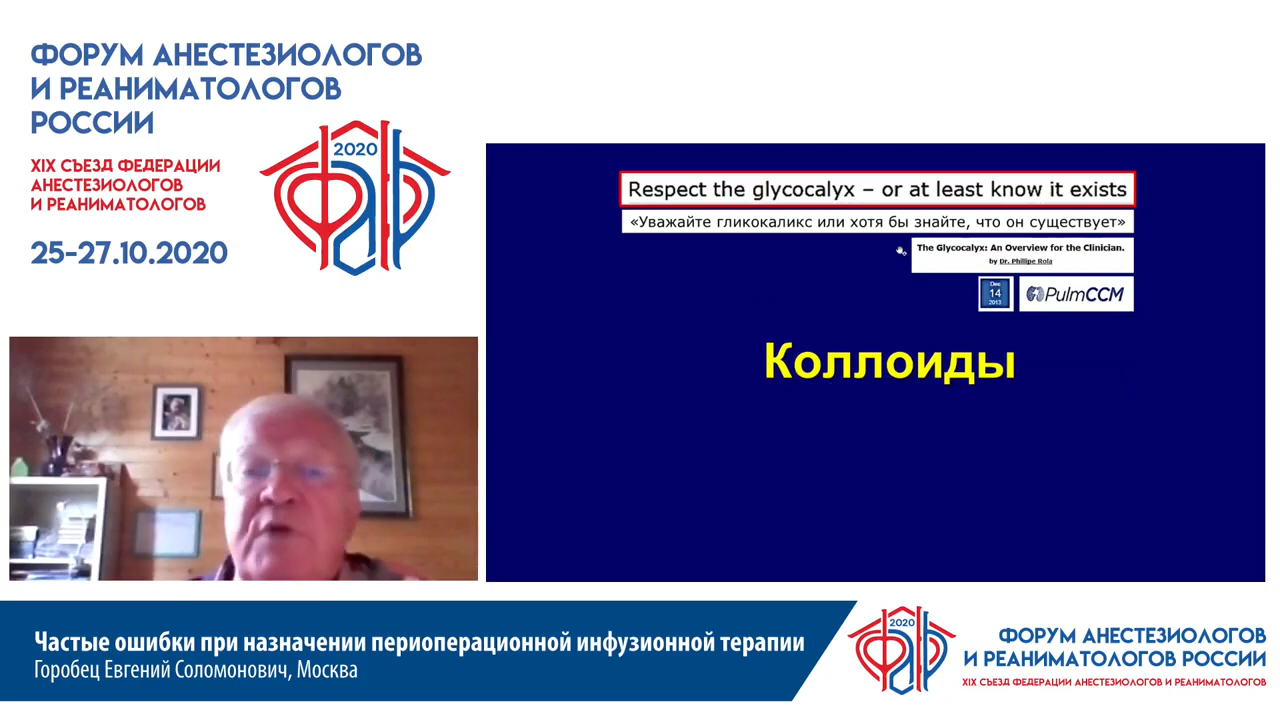 ФОРУМ АНЕСТЕЗИОЛОГОВ
И РЕАНИМАТОЛОГОВ
РОССИИ
XIX СЪЕЗД ФЕДЕРАЦИИ
АНЕСТЕЗИОЛОГОВ
И РЕАНИМАТОЛОГОВ
25-27.10.2020
2020
Respect the glycocalyx – or at least know it exists
«Уважайте гликокаликс или хотя бы знайте, что он существует»
The Glycocalyx: An Overview for the Clinician.
by Dr. Philipe Rola
Dec
14
2013
PulmCCM
Коллоиды
Частые ошибки при назначении периоперационной инфузионной терапии
Горобец Евгений Соломонович, Москва
2020
ФОРУМ АНЕСТЕЗИОЛОГОВ
И РЕАНИМАТОЛОГОВ РОССИИ
XIX СЪЕЗД ФЕДЕРАЦИИ АНЕСТЕЗИОЛОГОВ И РЕАНИМАТОЛОГОВ